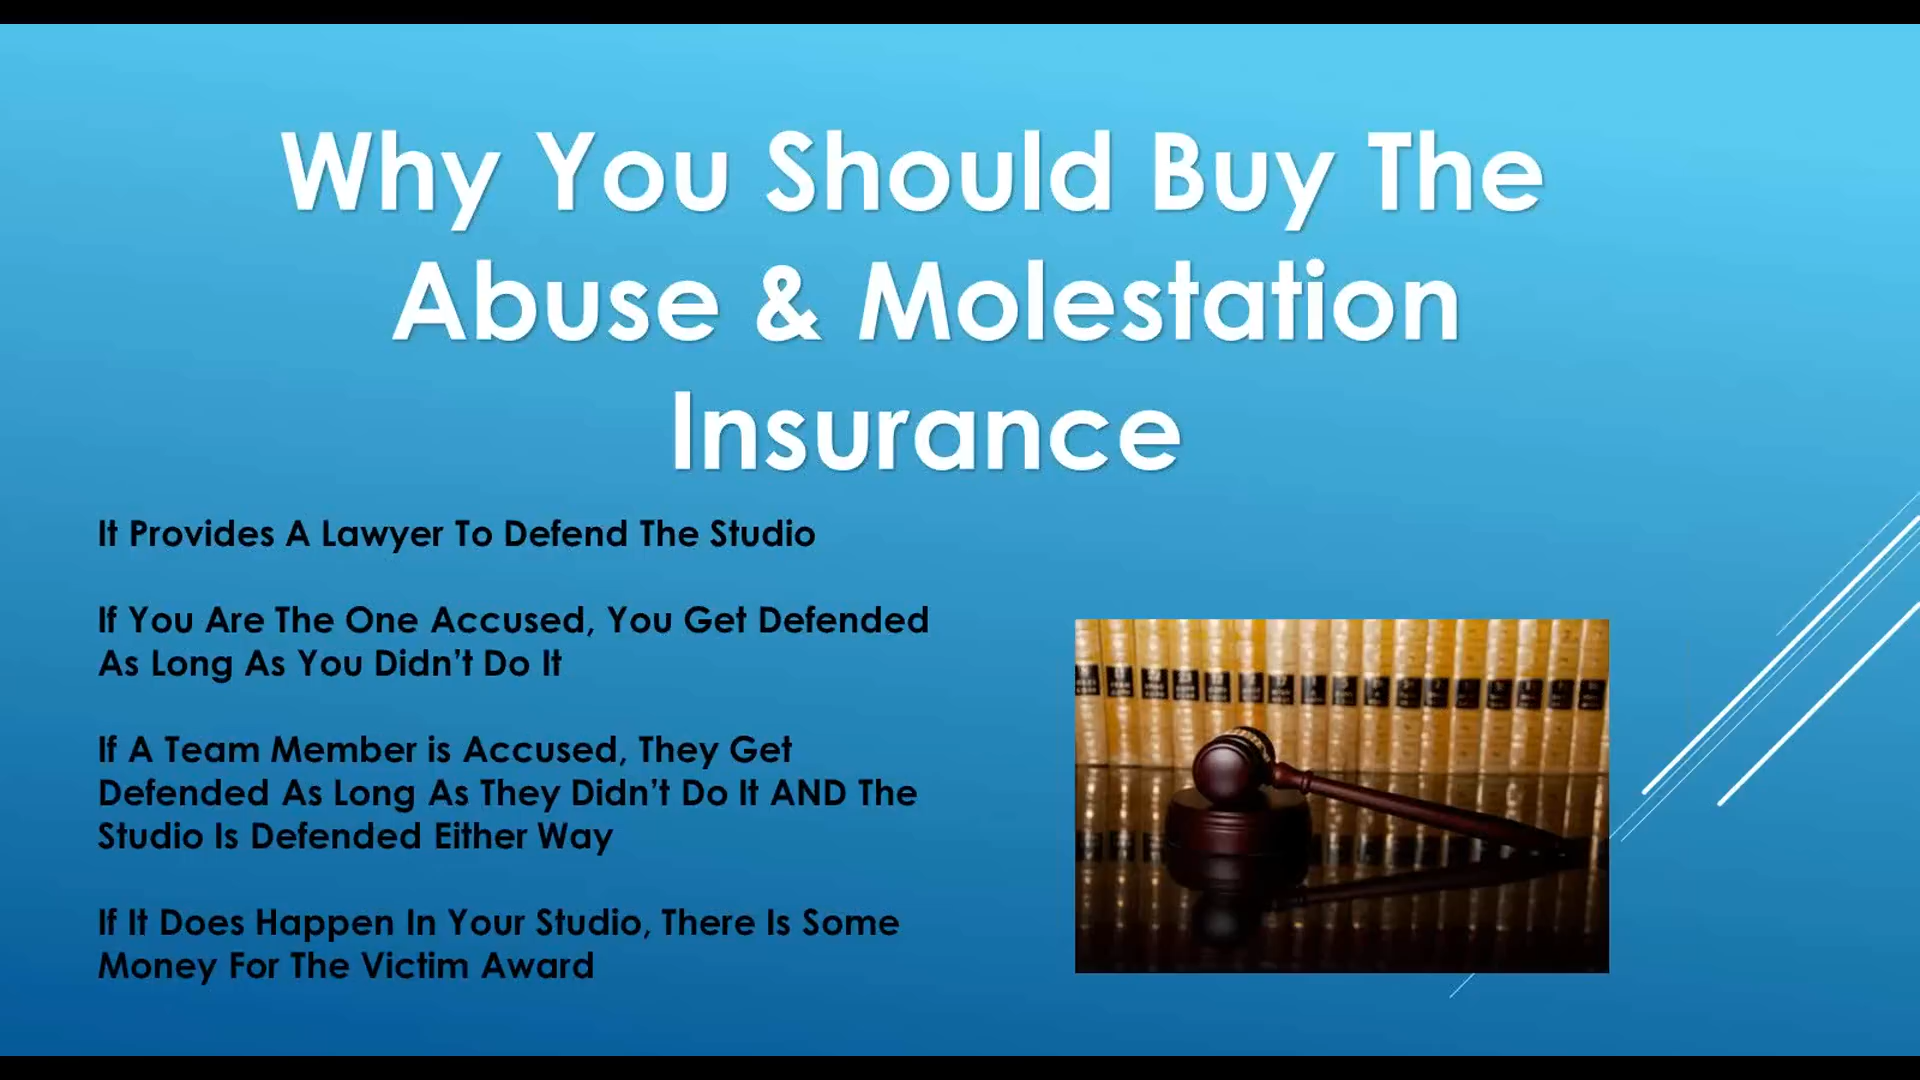 Why You Should Buy The
Abuse & Molestation
Insurance
It Provides A Lawyer To Defend The Studio
If You Are The One Accused, You Get Defended
As Long As You Didn't Do It
If A Team Member is Accused, They Get
Defended As Long As They Didn't Do It AND The
Studio Is Defended Either Way
If It Does Happen In Your Studio, There Is Some
Money For The Victim Award